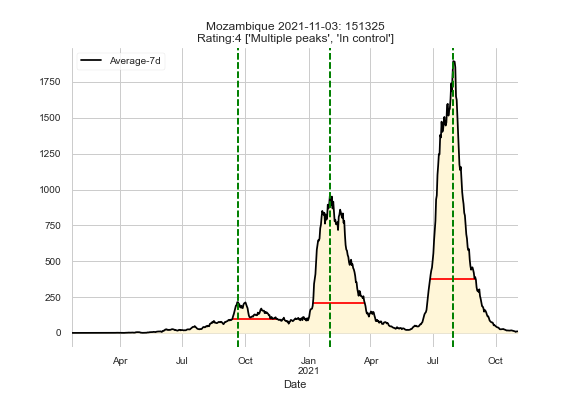 Mozambique 2021-11-03: 151325
Rating:4 ['Multiple peaks', 'In control']
Average-7d
1750
1500
1250
1000
750
500
250
0
Apr
Jul
Oct
Jan
2021
Apr
Jul
Oct
Date